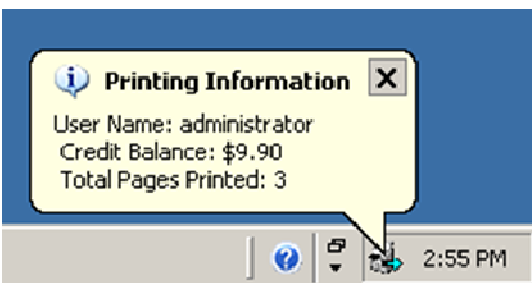 Printing Information
User Name: administrator
Credit Balance: $9.90
Total Pages Printed: 3
2:55 PM